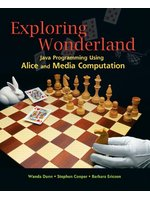 Exploring
Wonderland
Java Programming Using
Alice and Media Computation
Wanda Dann • Stephen Cooper • Barbara Ericson